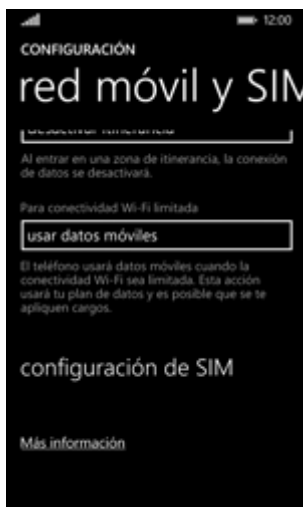 12:00
CONFIGURACIÓN
red móvil y SIM
desactivar itinerancia
Al entrar en una zona de itinerancia, la conexión
de datos se desactivará.
Para conectividad Wi-Fi limitada
usar datos móviles
El teléfono usará datos móviles cuando la
conectividad Wi-Fi sea limitada. Esta acción
usará tu plan de datos y es posible que se te
apliquen cargos.
configuración de SIM
Más información